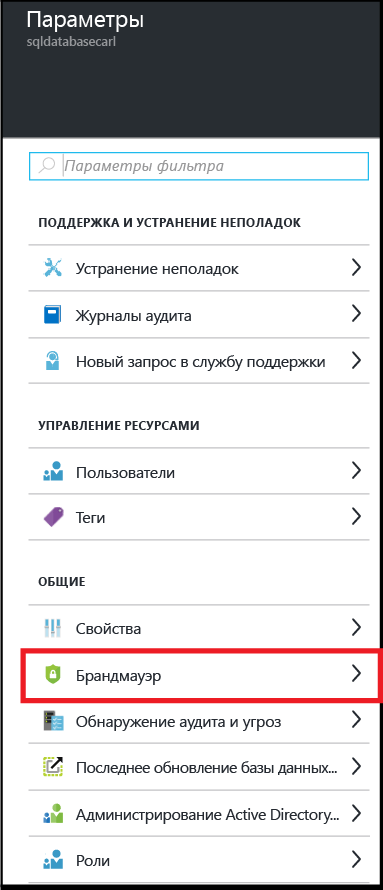 Параметры
sqldatabasecarl
Параметры фильтра
ПОДДЕРЖКА И УСТРАНЕНИЕ НЕПОЛАДОК
Устранение неполадок
Журналы аудита
Новый запрос в службу поддержки
УПРАВЛЕНИЕ РЕСУРСАМИ
Пользователи
Теги
ОБЩИЕ
Свойства
Брандмауэр
Обнаружение аудита и угроз
Последнее обновление базы данных...
Администрирование Active Directory...
Роли